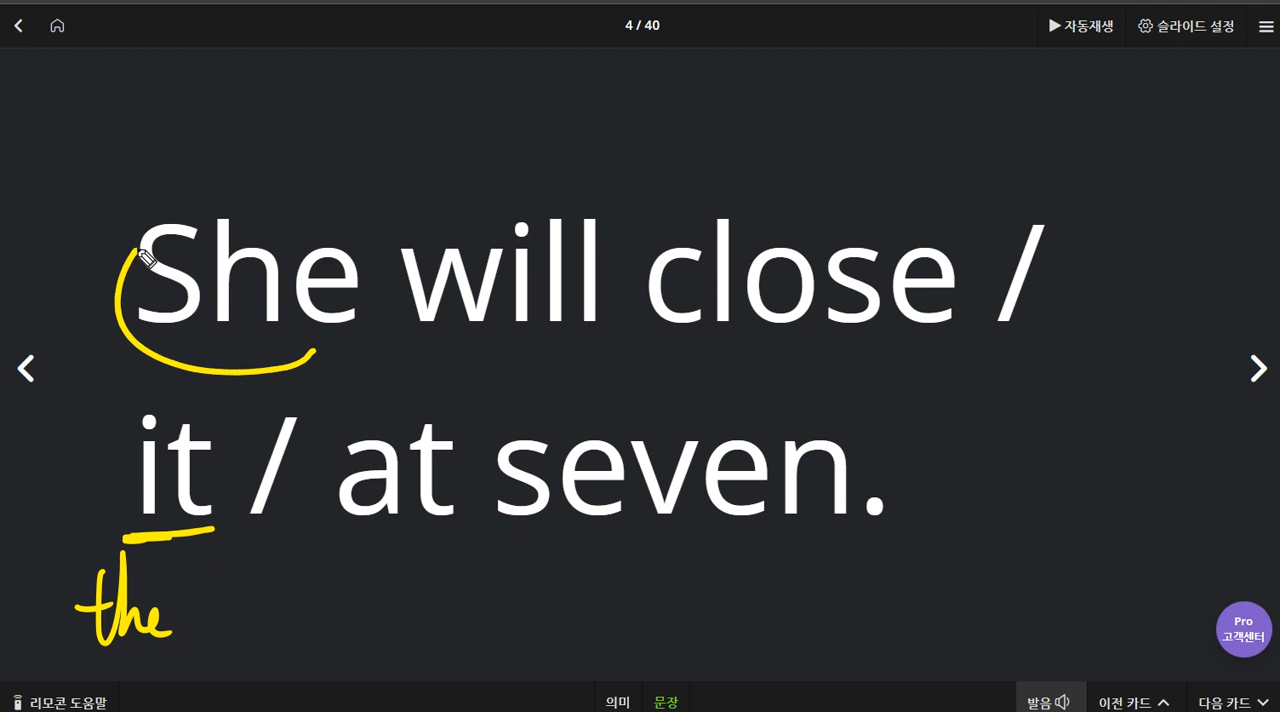 4 / 40
▶ 자동재생
슬라이드 설정
She will close /
it / at seven.
the
Pro
고객센터
리모콘 도움말
의미
문장
발음
이전 카드
다음 카드